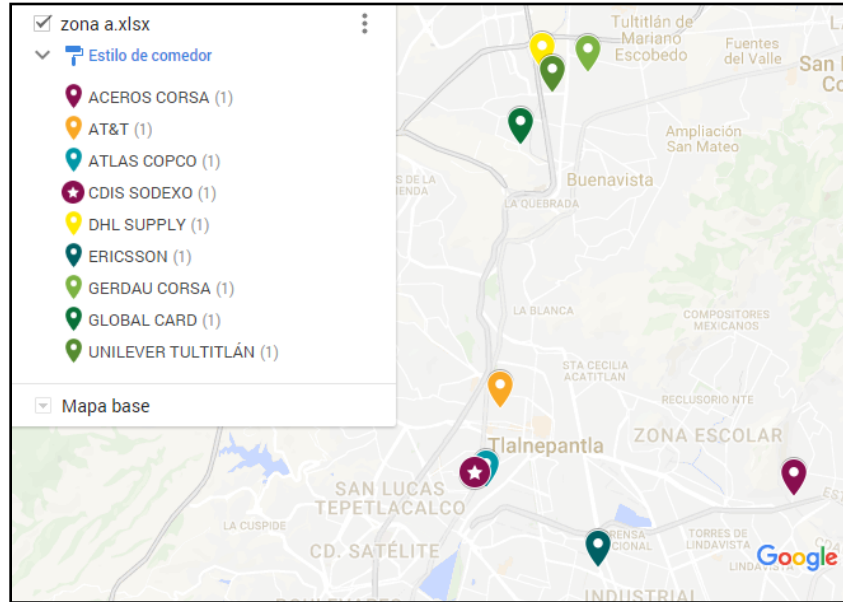 zona a.xlsx
Estilo de comedor
ACEROS CORSA (1)
AT&T (1)
ATLAS COPCO (1)
CDIS SODEXO (1)
DHL SUPPLY (1)
ERICSSON (1)
GERDAU CORSA (1)
GLOBAL CARD (1)
UNILEVER TULTITLÁN (1)
Mapa base
Tultitlán de
Mariano
Escobedo
Fuentes
del Valle
San
Ampliación
San Mateo
Buenavista
LA QUEBRADA
LA BLANCA
COMPOSITORES
MEXICANOS
STA CECILIA
ACATITLAN
RECLUSORIO NTE
Tlalnepantla
ZONA ESCOLAR
SAN LUCAS
TEPETLACALCO
LA CUSPIDE
CD. SATÉLITE
TORRES DE
LINDAVISTA
Google
INDUSTRIAL